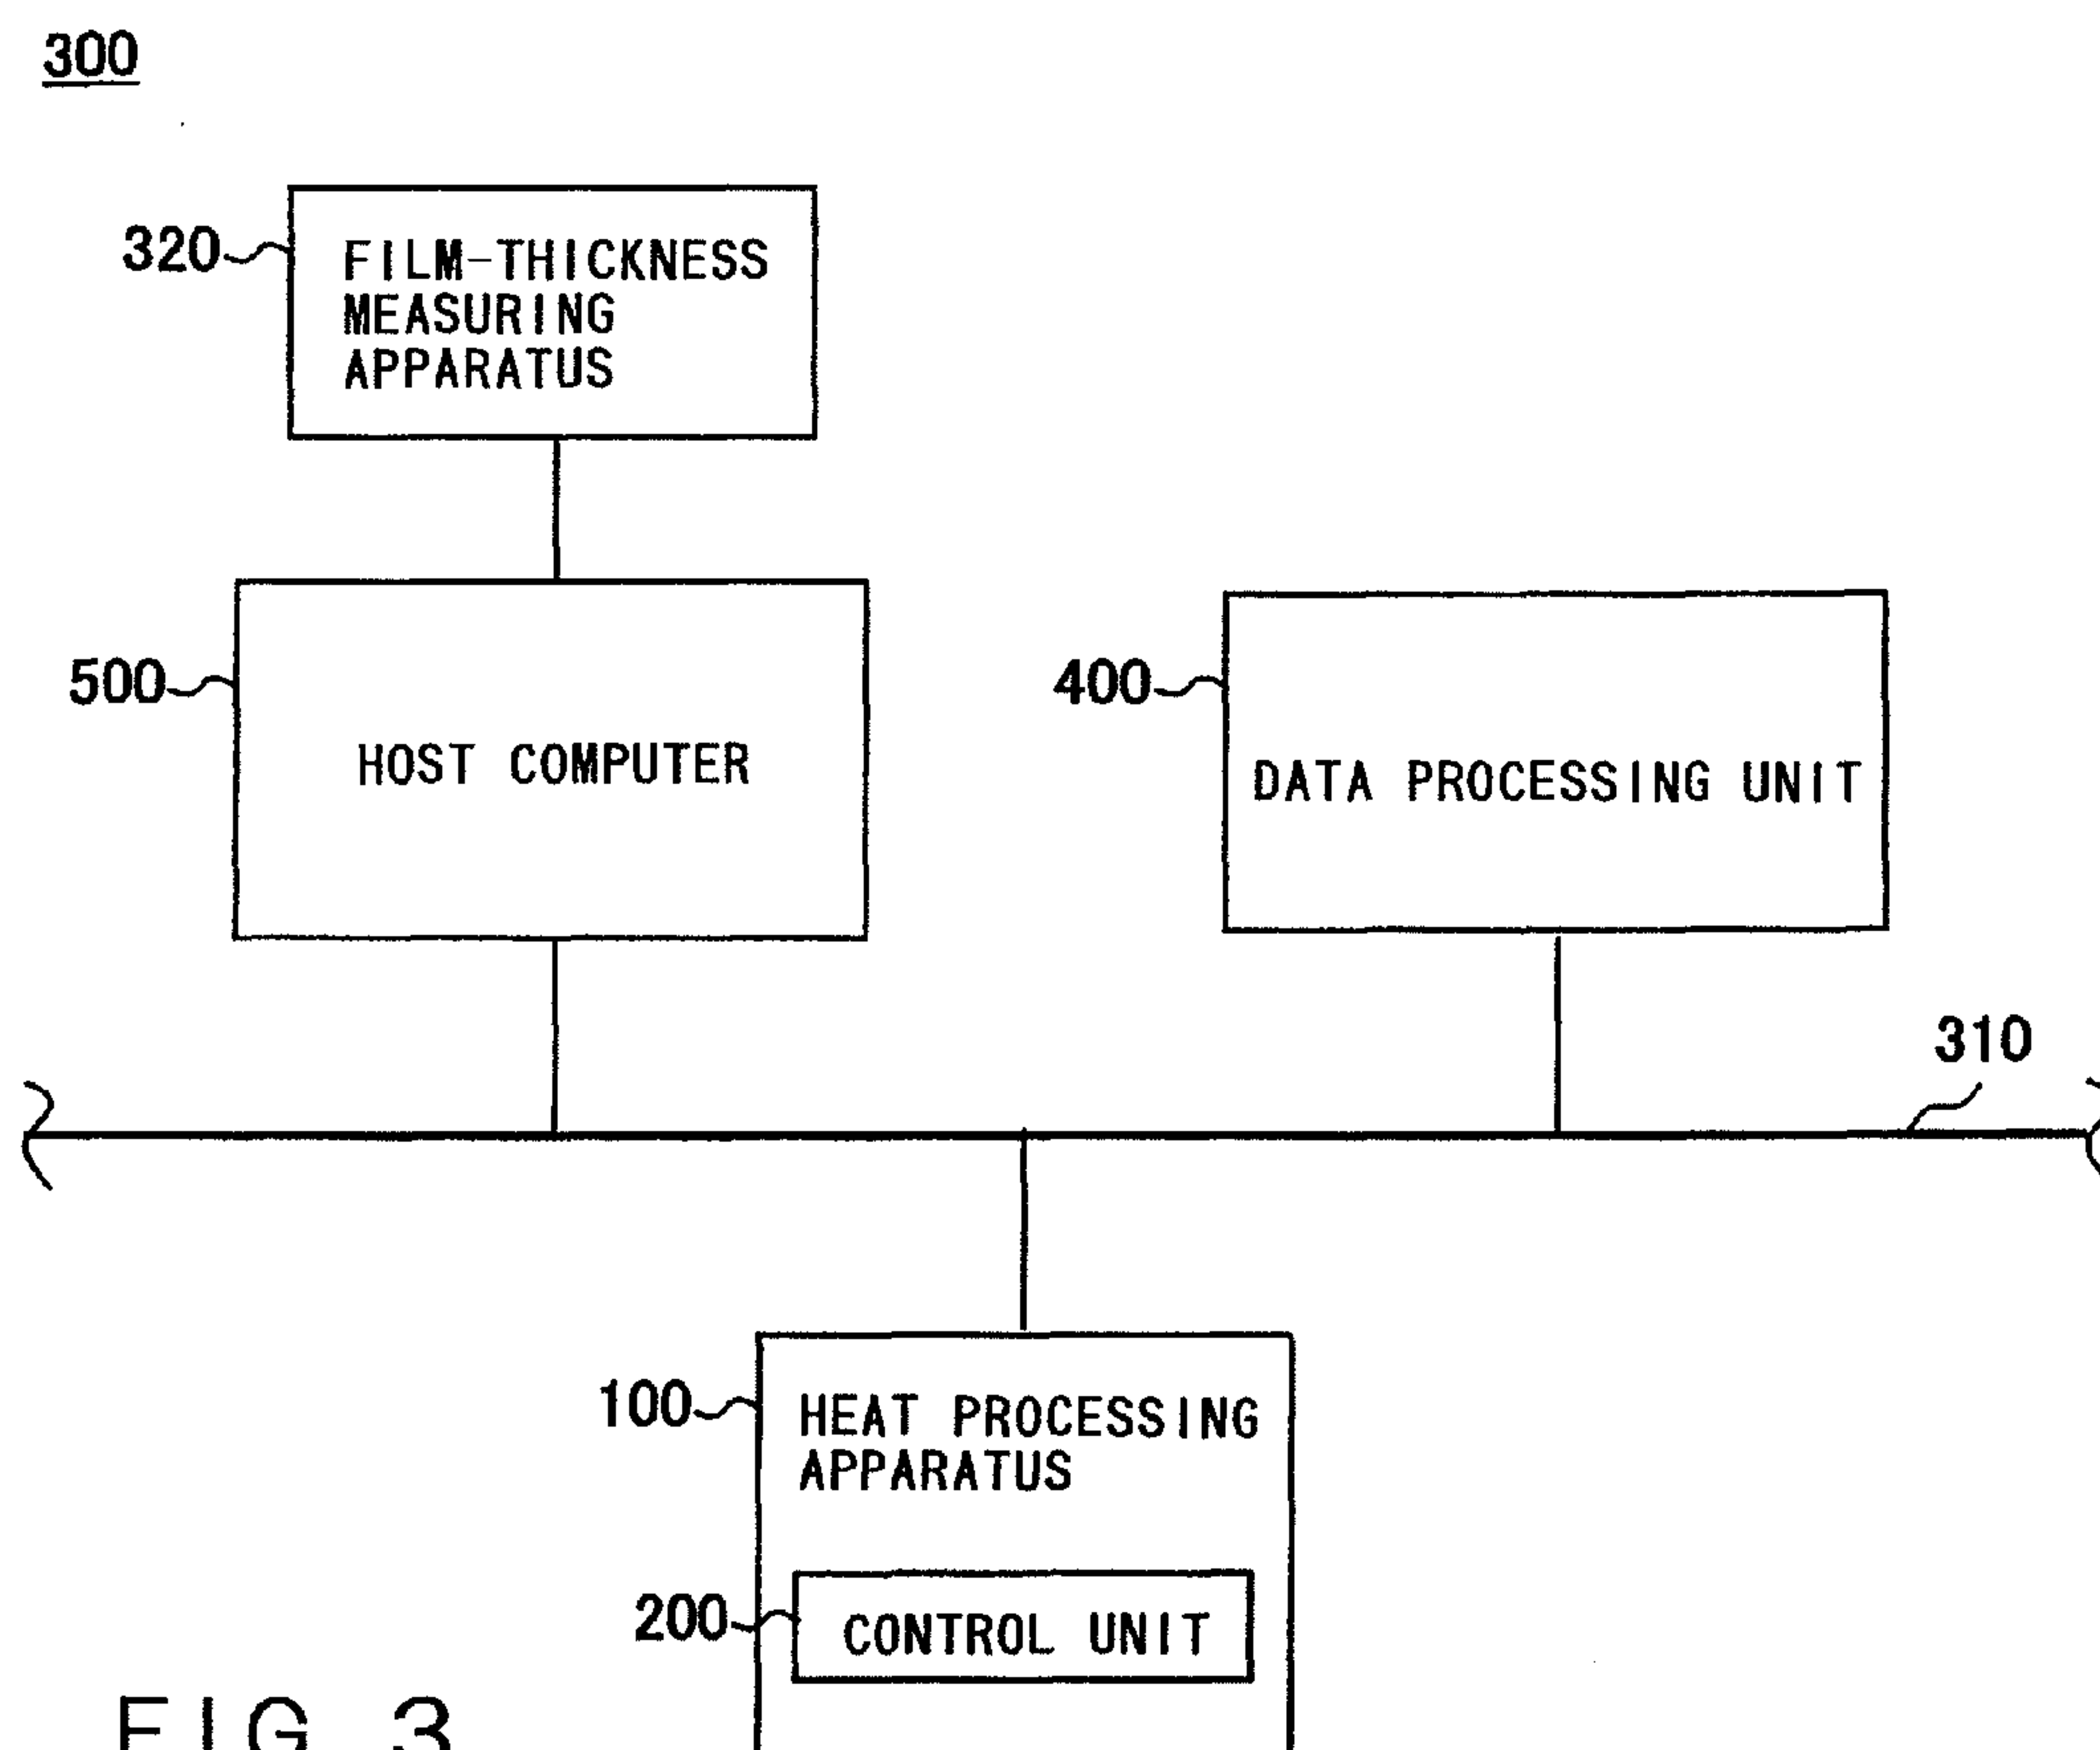 300
320
FILM-THICKNESS
MEASURING
APPARATUS
500
HOST COMPUTER
400
DATA PROCESSING UNIT
310
100
HEAT PROCESSING
APPARATUS
200
CONTROL UNIT
FIG. 3